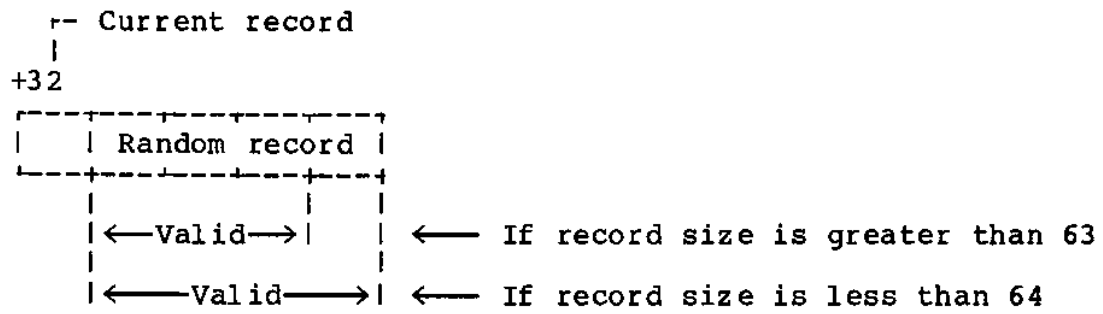 Current record
+32
Random record
Valid If record size is greater than 63
Valid If record size is less than 64